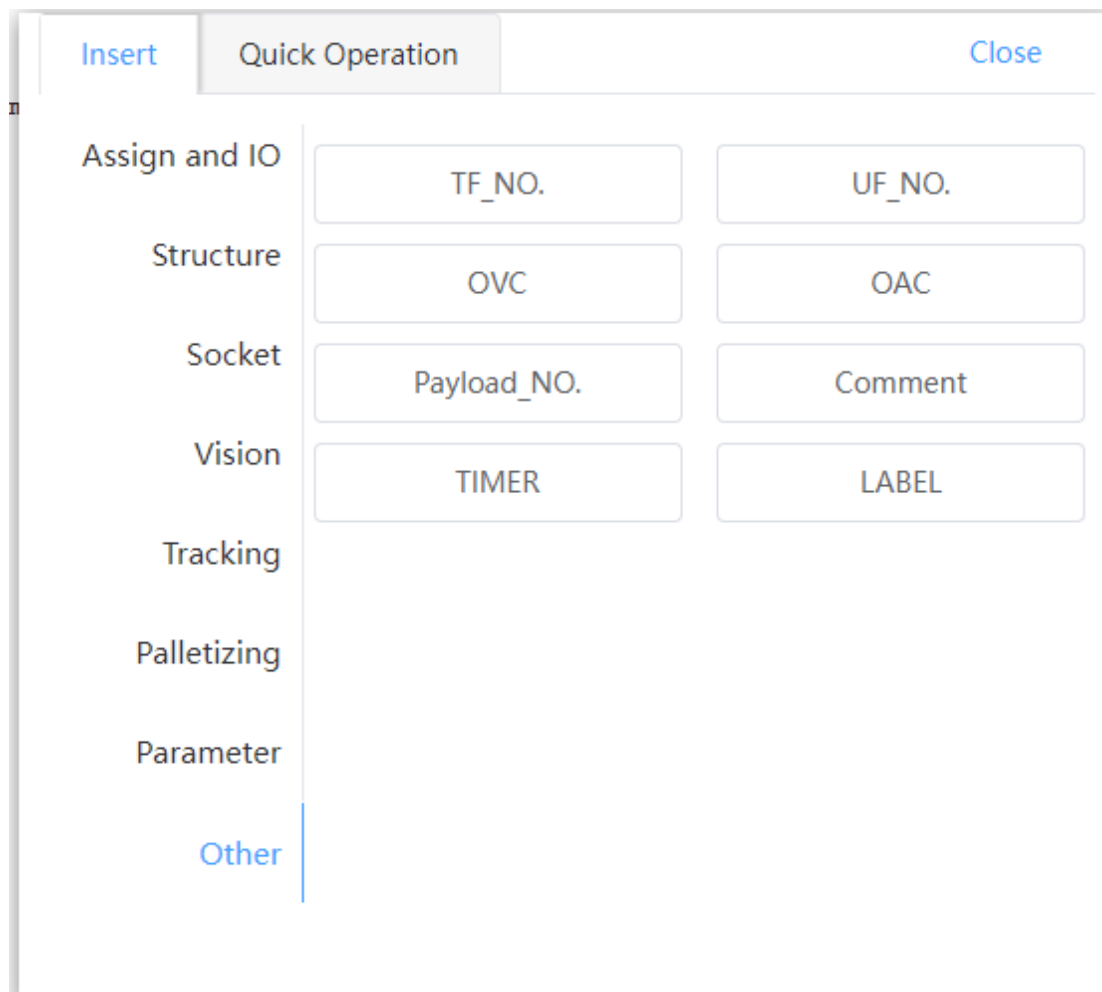 Insert Quick Operation Close
Assign and IO
TF_NO. UF_NO.
Structure
OVC OAC
Socket
Payload_NO. Comment
Vision
TIMER LABEL
Tracking
Palletizing
Parameter
Other